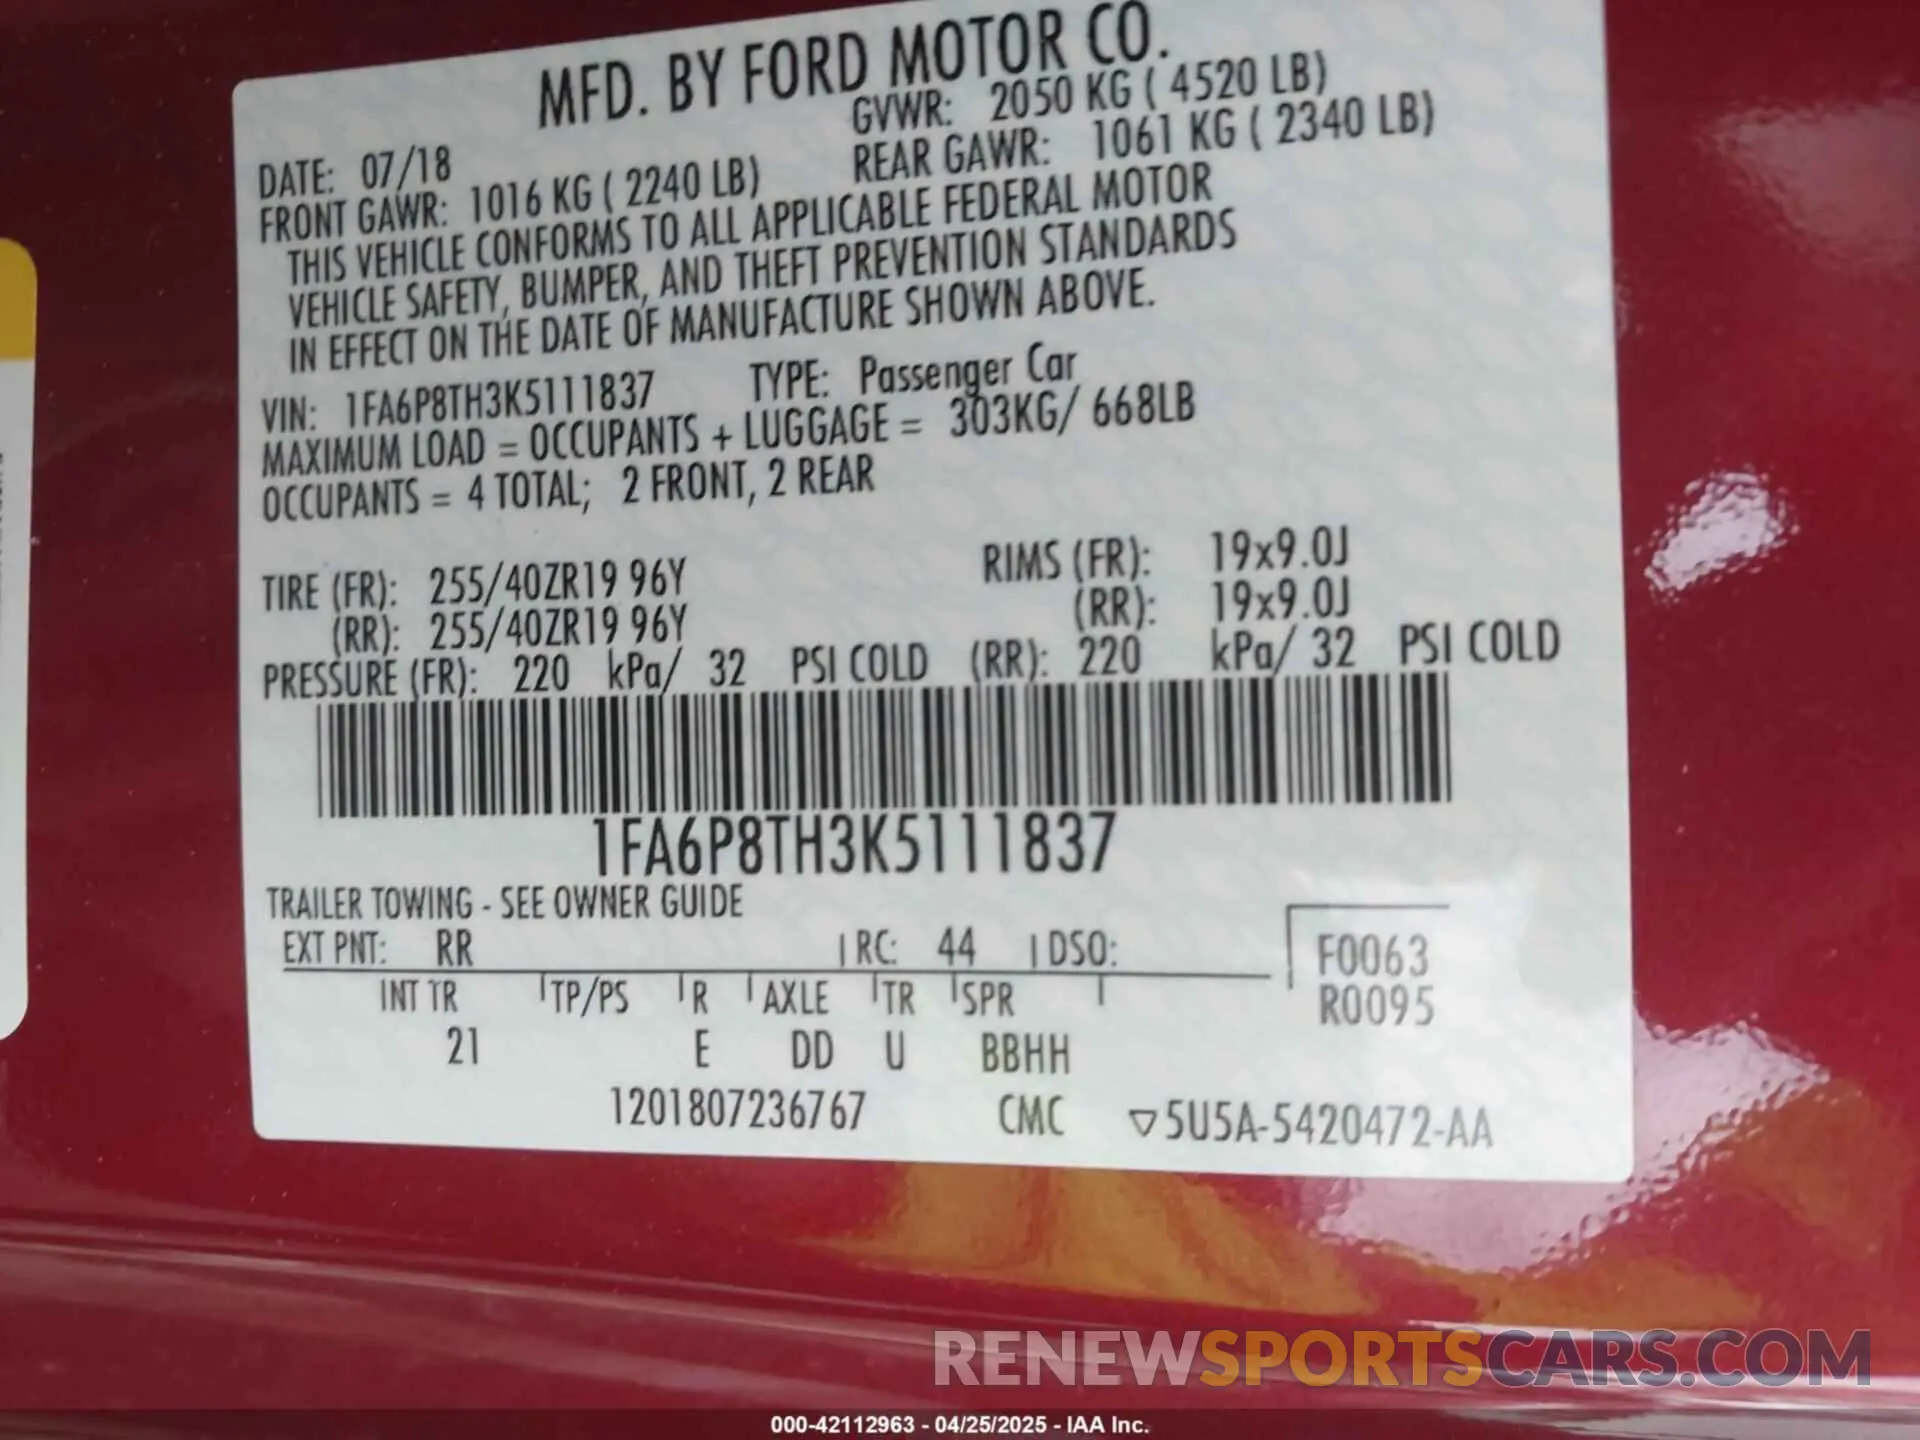 MFD. BY FORD MOTOR CO.
DATE: 07/18 GVWR: 2050 KG ( 4520 LB)
FRONT GAWR: 1016 KG ( 2240 LB) REAR GAWR: 1061 KG ( 2340 LB)
THIS VEHICLE CONFORMS TO ALL APPLICABLE FEDERAL MOTOR
VEHICLE SAFETY, BUMPER, AND THEFT PREVENTION STANDARDS
IN EFFECT ON THE DATE OF MANUFACTURE SHOWN ABOVE.
VIN: 1FA6P8TH3K5111837 TYPE: Passenger Car
MAXIMUM LOAD = OCCUPANTS + LUGGAGE = 303KG/ 668LB
OCCUPANTS = 4 TOTAL; 2 FRONT, 2 REAR
TIRE (FR): 255/40ZR19 96Y RIMS (FR): 19x9.0J
(RR): 255/40ZR19 96Y (RR): 19x9.0J
PRESSURE (FR): 220 kPa/ 32 PSI COLD (RR): 220 kPa/ 32 PSI COLD
1FA6P8TH3K5111837
TRAILER TOWING - SEE OWNER GUIDE
EXT PNT: RR RC: 44 DSO: F0063
INT TR TP/PS R AXLE TR SPR R0095
21 E DD U BBHH
1201807236767 CMC ▽5U5A-5420472-AA
RENEWSPORTSCARS.COM
000-42112963 - 04/25/2025 - IAA Inc.